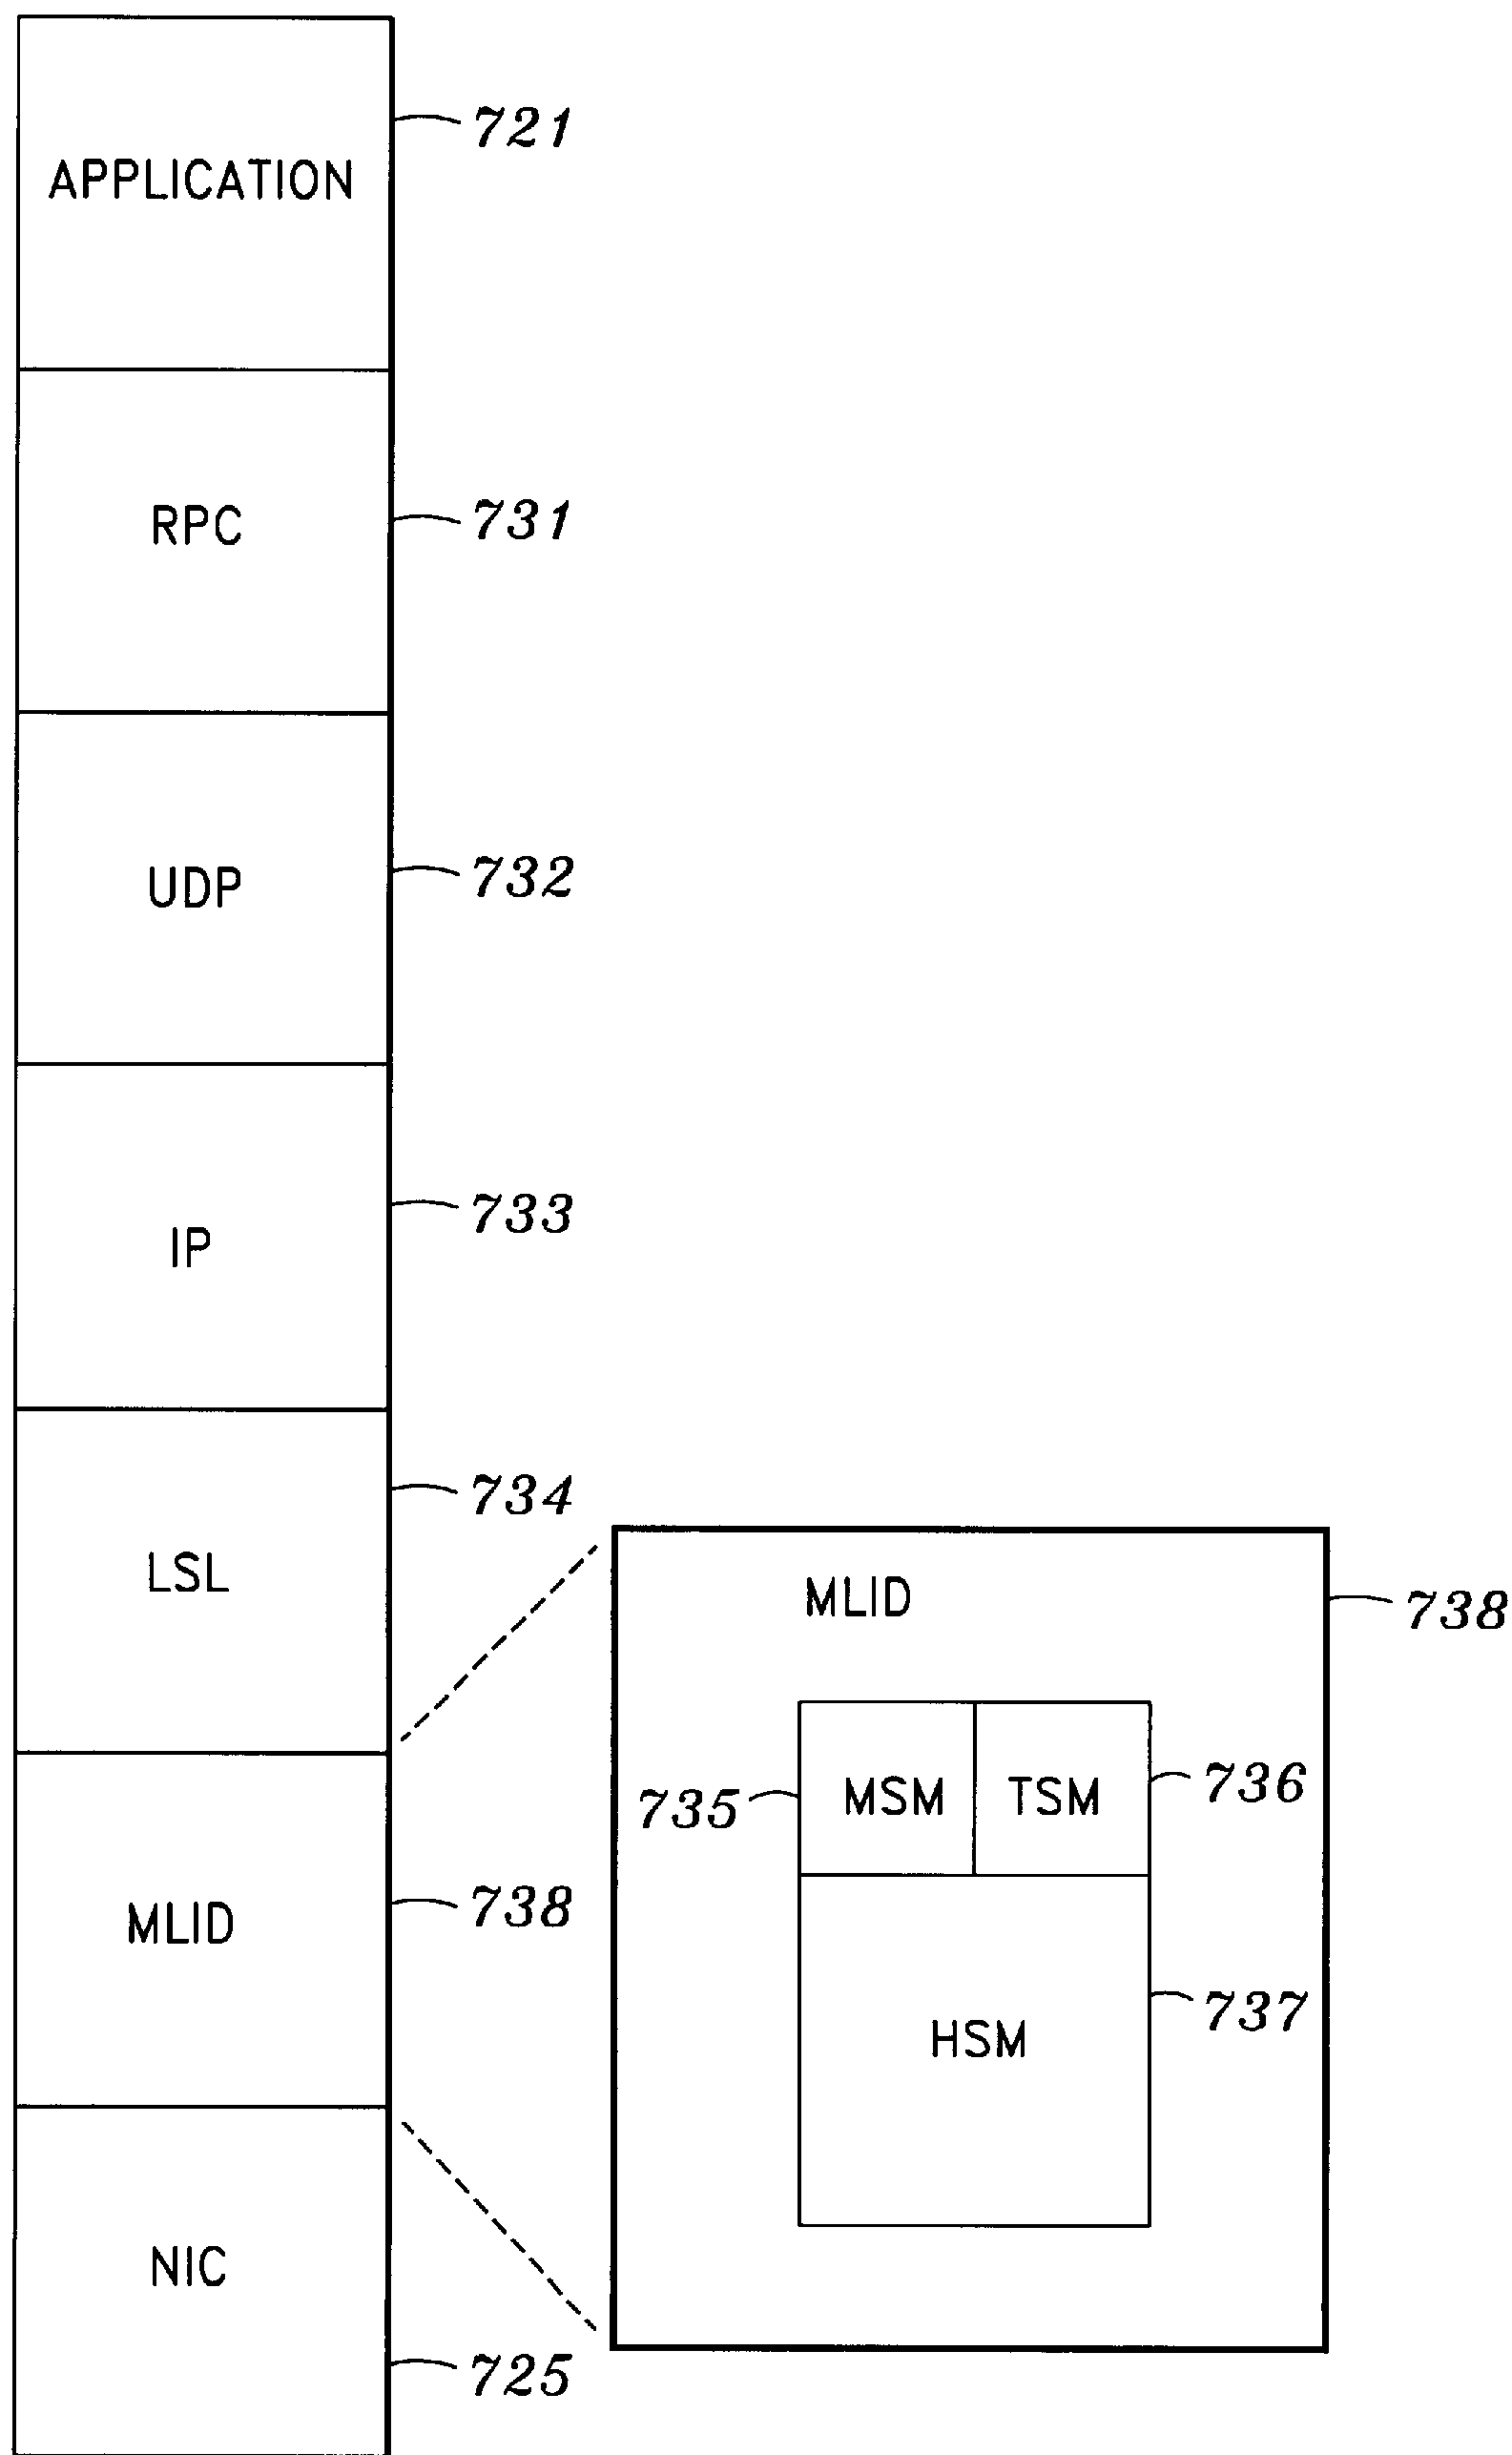 721
APPLICATION
RPC
731
UDP
732
733
IP
734
LSL
MLID
738
MSM
TSM
736
735
MLID
738
737
HSM
NIC
725